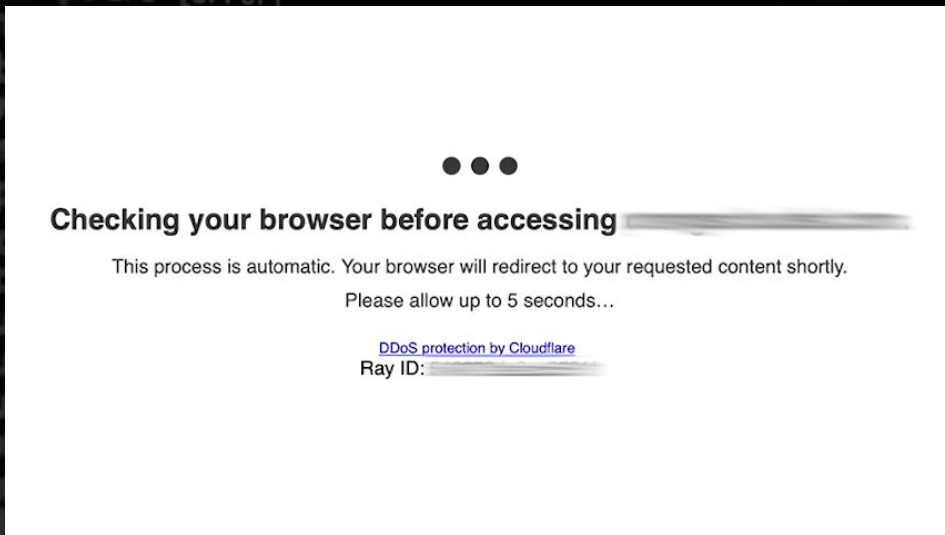 Checking your browser before accessing
This process is automatic. Your browser will redirect to your requested content shortly.
Please allow up to 5 seconds…
DDoS protection by Cloudflare
Ray ID: